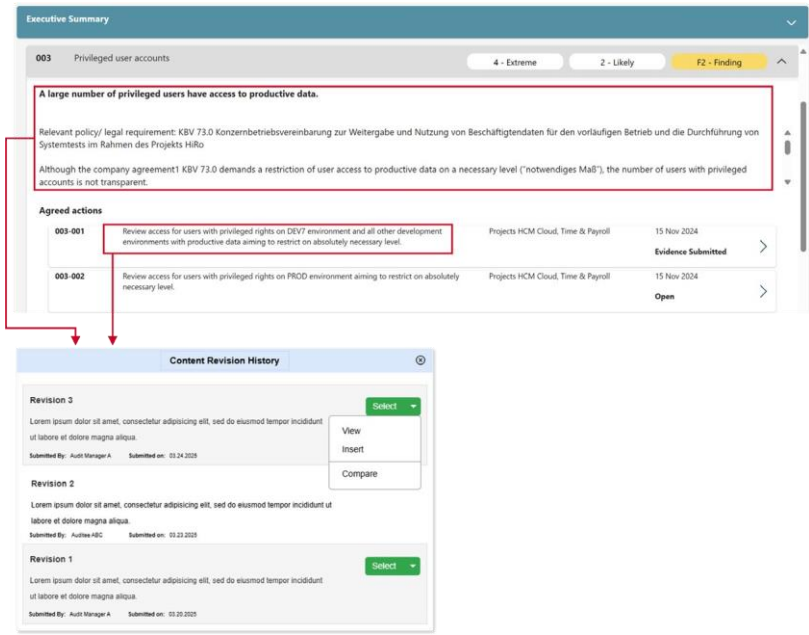 Executive Summary
003 Privileged user accounts 4 - Extreme 2 - Likely F2 - Finding
A large number of privileged users have access to productive data.
Relevant policy/ legal requirement: KBV 73.0 Konzernbetriebsvereinbarung zur Weitergabe und Nutzung von Beschäftigtendaten für den vorläufigen Betrieb und die Durchführung von
Systemtests im Rahmen des Projekts HiRo
Although the company agreement1 KBV 73.0 demands a restriction of user access to productive data on a necessary level ("notwendiges Maß"), the number of users with privileged
accounts is not transparent.
Agreed actions
003-001 Review access for users with privileged rights on DEV7 environment and all other development Projects HCM Cloud, Time & Payroll 15 Nov 2024
environments with productive data aiming to restrict on absolutely necessary level.
Evidence Submitted
003-002 Review access for users with privileged rights on PROD environment aiming to restrict on absolutely Projects HCM Cloud, Time & Payroll 15 Nov 2024
necessary level.
Open
Content Revision History
Revision 3
Select
Lorem ipsum dolor sit amet, consectetur adipisicing elit, sed do eiusmod tempor incididunt
ut labore et dolore magna aliqua.
Submitted By: Audit Manager A Submitted on: 03.24.2025
View
Insert
Compare
Revision 2
Lorem ipsum dolor sit amet, consectetur adipisicing elit, sed do eiusmod tempor incididunt ut
labore et dolore magna aliqua.
Submitted By: Auditee ABC Submitted on: 03.23.2025
Revision 1
Select
Lorem ipsum dolor sit amet, consectetur adipisicing elit, sed do eiusmod tempor incididunt
ut labore et dolore magna aliqua.
Submitted By: Audit Manager A Submitted on: 03.20.2025